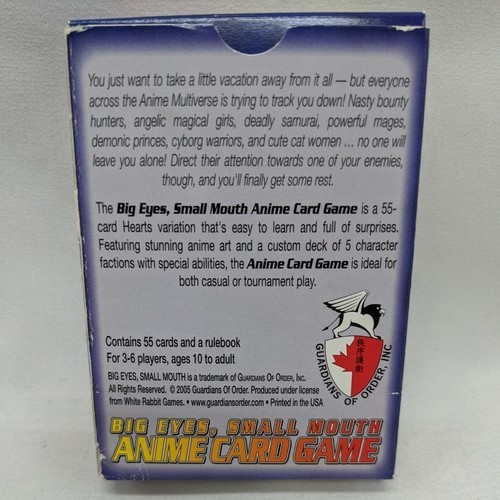 You just want to take a little vacation away from it all — but everyone
across the Anime Multiverse is trying to track you down! Nasty bounty
hunters, angelic magical girls, deadly samurai, powerful mages,
demonic princes, cyborg warriors, and cute cat women ... no one will
leave you alone! Direct their attention towards one of your enemies,
though, and you'll finally get some rest.
The Big Eyes, Small Mouth Anime Card Game is a 55-
card Hearts variation that's easy to learn and full of surprises.
Featuring stunning anime art and a custom deck of 5 character
factions with special abilities, the Anime Card Game is ideal for
both casual or tournament play.
Contains 55 cards and a rulebook
For 3-6 players, ages 10 to adult
BIG EYES, SMALL MOUTH is a trademark of GUARDIANS OF ORDER, INC.
All Rights Reserved. © 2005 Guardians Of Order. Produced under license
from White Rabbit Games. • www.guardiansorder.com • Printed in the USA
秩序護衛
GUARDIANS OF ORDER, INC
BIG EYES, SMALL MOUTH
ANIME CARD GAME